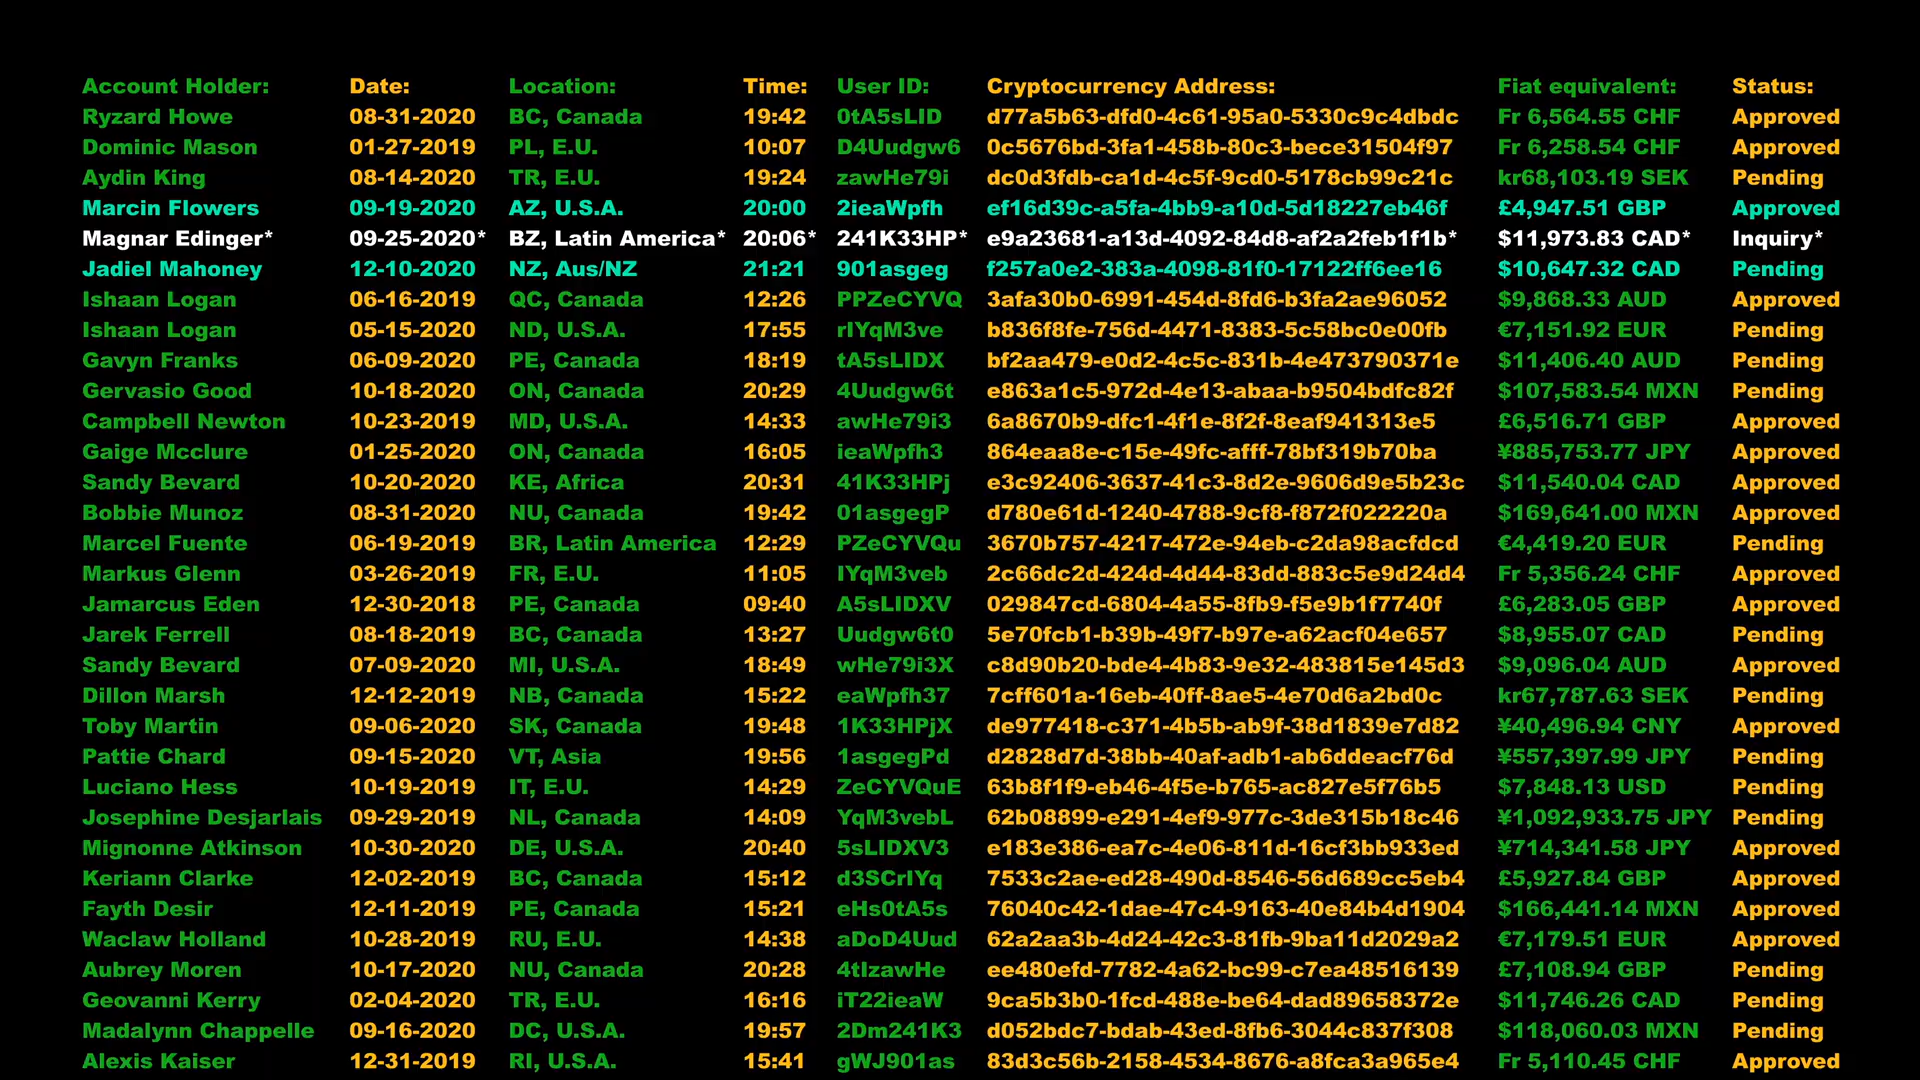 Account Holder: Date: Location: Time: User ID: Cryptocurrency Address: Fiat equivalent: Status:
Ryzard Howe 08-31-2020 BC, Canada 19:42 0tA5sLID d77a5b63-dfd0-4c61-95a0-5330c9c4dbdc Fr 6,564.55 CHF Approved
Dominic Mason 01-27-2019 PL, E.U. 10:07 D4Uudgw6 0c5676bd-3fa1-458b-80c3-bece31504f97 Fr 6,258.54 CHF Approved
Aydin King 08-14-2020 TR, E.U. 19:24 zawHe79i dc0d3fdb-ca1d-4c5f-9cd0-5178cb99c21c kr68,103.19 SEK Pending
Marcin Flowers 09-19-2020 AZ, U.S.A. 20:00 2ieaWpfh ef16d39c-a5fa-4bb9-a10d-5d18227eb46f £4,947.51 GBP Approved
Magnar Edinger* 09-25-2020* BZ, Latin America* 20:06* 241K33HP* e9a23681-a13d-4092-84d8-af2a2feb1f1b* $11,973.83 CAD* Inquiry*
Jadiel Mahoney 12-10-2020 NZ, Aus/NZ 21:21 901asgeg f257a0e2-383a-4098-81f0-17122ff6ee16 $10,647.32 CAD Pending
Ishaan Logan 06-16-2019 QC, Canada 12:26 PPZeCYVQ 3afa30b0-6991-454d-8fd6-b3fa2ae96052 $9,868.33 AUD Approved
Ishaan Logan 05-15-2020 ND, U.S.A. 17:55 rIYqM3ve b836f8fe-756d-4471-8383-5c58bc0e00fb €7,151.92 EUR Pending
Gavyn Franks 06-09-2020 PE, Canada 18:19 tA5sLIDX bf2aa479-e0d2-4c5c-831b-4e473790371e $11,406.40 AUD Pending
Gervasio Good 10-18-2020 ON, Canada 20:29 4Uudgw6t e863a1c5-972d-4e13-abaa-b9504bdfc82f $107,583.54 MXN Pending
Campbell Newton 10-23-2019 MD, U.S.A. 14:33 awHe79i3 6a8670b9-dfc1-4f1e-8f2f-8eaf941313e5 £6,516.71 GBP Approved
Gaige Mcclure 01-25-2020 ON, Canada 16:05 ieaWpfh3 864eaa8e-c15e-49fc-afff-78bf319b70ba ¥885,753.77 JPY Approved
Sandy Bevard 10-20-2020 KE, Africa 20:31 41K33HPj e3c92406-3637-41c3-8d2e-9606d9e5b23c $11,540.04 CAD Approved
Bobbie Munoz 08-31-2020 NU, Canada 19:42 01asgegP d780e61d-1240-4788-9cf8-f872f022220a $169,641.00 MXN Approved
Marcel Fuente 06-19-2019 BR, Latin America 12:29 PZeCYVQu 3670b757-4217-472e-94eb-c2da98acfdcd €4,419.20 EUR Pending
Markus Glenn 03-26-2019 FR, E.U. 11:05 IYqM3veb 2c66dc2d-424d-4d44-83dd-883c5e9d24d4 Fr 5,356.24 CHF Approved
Jamarcus Eden 12-30-2018 PE, Canada 09:40 A5sLIDXV 029847cd-6804-4a55-8fb9-f5e9b1f7740f £6,283.05 GBP Approved
Jarek Ferrell 08-18-2019 BC, Canada 13:27 Uudgw6t0 5e70fcb1-b39b-49f7-b97e-a62acf04e657 $8,955.07 CAD Pending
Sandy Bevard 07-09-2020 MI, U.S.A. 18:49 wHe79i3X c8d90b20-bde4-4b83-9e32-483815e145d3 $9,096.04 AUD Approved
Dillon Marsh 12-12-2019 NB, Canada 15:22 eaWpfh37 7cff601a-16eb-40ff-8ae5-4e70d6a2bd0c kr67,787.63 SEK Pending
Toby Martin 09-06-2020 SK, Canada 19:48 1K33HPjX de977418-c371-4b5b-ab9f-38d1839e7d82 ¥40,496.94 CNY Approved
Pattie Chard 09-15-2020 VT, Asia 19:56 1asgegPd d2828d7d-38bb-40af-adb1-ab6ddeacf76d ¥557,397.99 JPY Pending
Luciano Hess 10-19-2019 IT, E.U. 14:29 ZeCYVQuE 63b8f1f9-eb46-4f5e-b765-ac827e5f76b5 $7,848.13 USD Pending
Josephine Desjarlais 09-29-2019 NL, Canada 14:09 YqM3vebL 62b08899-e291-4ef9-977c-3de315b18c46 ¥1,092,933.75 JPY Pending
Mignonne Atkinson 10-30-2020 DE, U.S.A. 20:40 5sLIDXV3 e183e386-ea7c-4e06-811d-16cf3bb933ed ¥714,341.58 JPY Approved
Keriann Clarke 12-02-2019 BC, Canada 15:12 d3SCrIYq 7533c2ae-ed28-490d-8546-56d689cc5eb4 £5,927.84 GBP Approved
Fayth Desir 12-11-2019 PE, Canada 15:21 eHs0tA5s 76040c42-1dae-47c4-9163-40e84b4d1904 $166,441.14 MXN Approved
Waclaw Holland 10-28-2019 RU, E.U. 14:38 aDoD4Uud 62a2aa3b-4d24-42c3-81fb-9ba11d2029a2 €7,179.51 EUR Approved
Aubrey Moren 10-17-2020 NU, Canada 20:28 4tIzawHe ee480efd-7782-4a62-bc99-c7ea48516139 £7,108.94 GBP Pending
Geovanni Kerry 02-04-2020 TR, E.U. 16:16 iT22ieaW 9ca5b3b0-1fcd-488e-be64-dad89658372e $11,746.26 CAD Pending
Madalynn Chappelle 09-16-2020 DC, U.S.A. 19:57 2Dm241K3 d052bdc7-bdab-43ed-8fb6-3044c837f308 $118,060.03 MXN Pending
Alexis Kaiser 12-31-2019 RI, U.S.A. 15:41 gWJ901as 83d3c56b-2158-4534-8676-a8fca3a965e4 Fr 5,110.45 CHF Approved